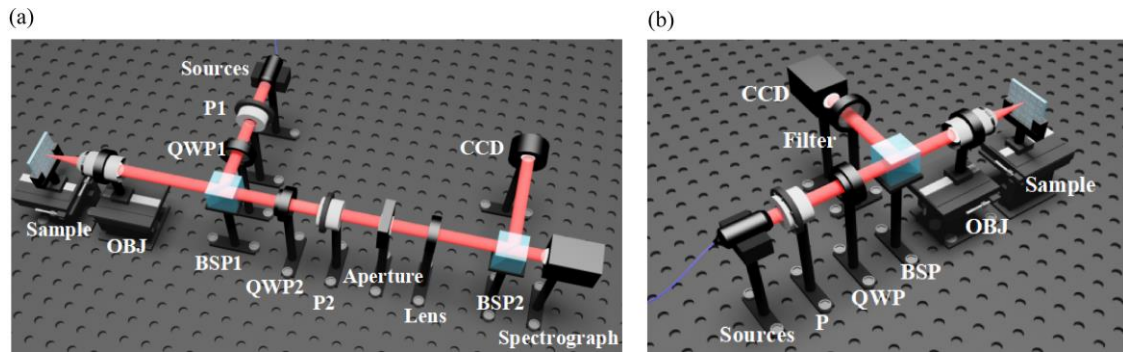 (a)
(b)
Sources
P1
QWP1
CCD
Sample
OBJ
BSP1
QWP2
P2
Aperture
Lens
BSP2
Spectrograph
CCD
Filter
Sample
OBJ
BSP
QWP
P
Sources